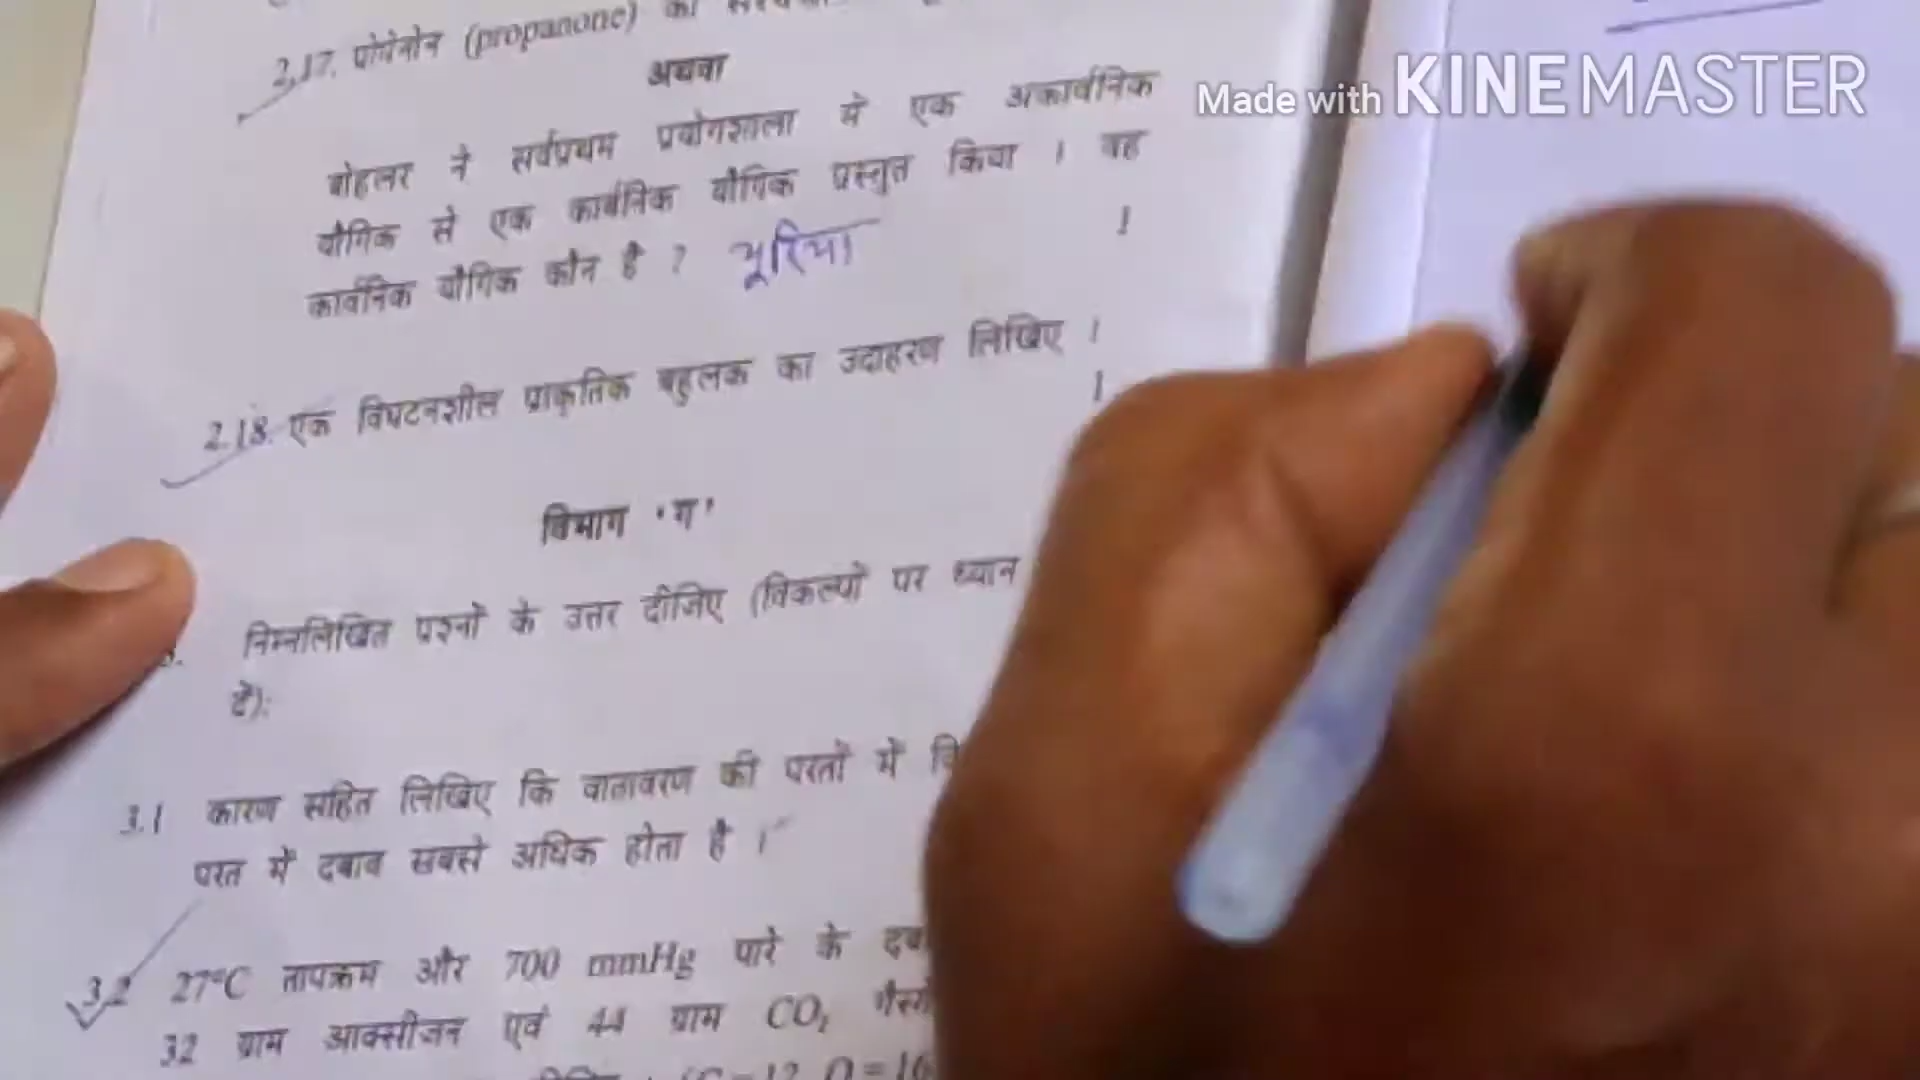 2.17. प्रोपेनोन (propanone) का
अथवा
Made with KINEMASTER
वोहलर ने सर्वप्रथम प्रयोगशाला में एक अकार्बनिक
यौगिक से एक कार्बनिक यौगिक प्रस्तुत किया । वह
कार्बनिक यौगिक कौन है ? यूरिया 1
2.18. एक विघटनशील प्राकृतिक बहुलक का उदाहरण लिखिए ।
1
विभाग 'ग'
निम्नलिखित प्रश्नों के उत्तर दीजिए (विकल्पों पर ध्यान
दें):
3.1 कारण सहित लिखिए कि वातावरण की परतों में
परत में दबाव सबसे अधिक होता है ।
3.2 27°C तापक्रम और 700 mmHg पारे के
32 ग्राम आक्सीजन एवं 44 ग्राम CO₂